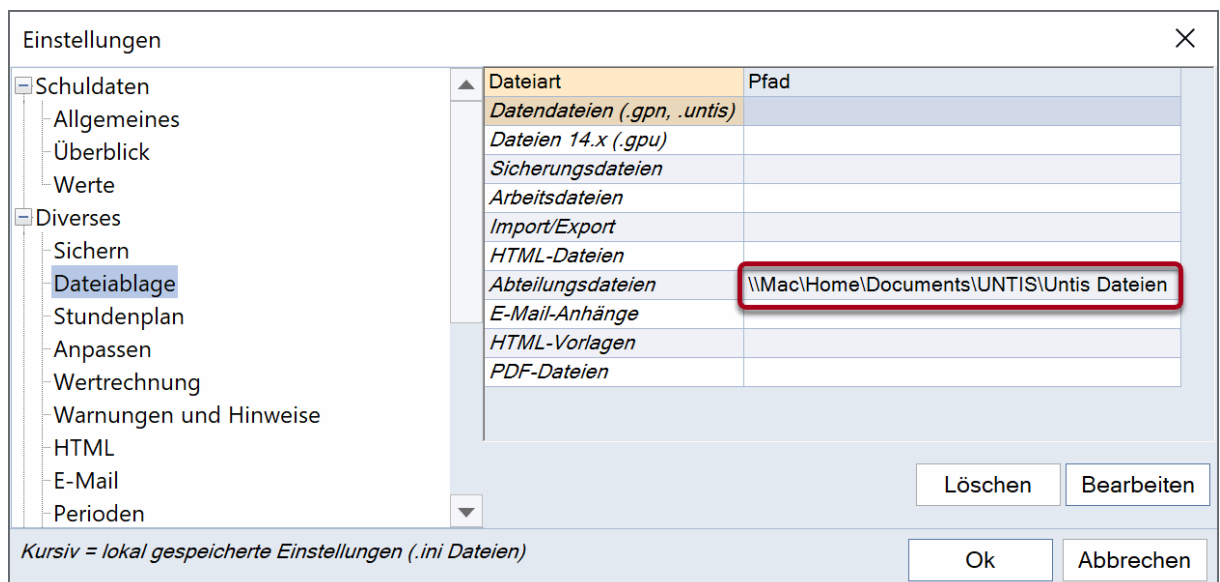 Einstellungen
Schuldaten
Allgemeines
Überblick
Werte
Diverses
Sichern
Dateiablage
Stundenplan
Anpassen
Wertrechnung
Warnungen und Hinweise
HTML
E-Mail
Perioden
Dateiart Pfad
Datendateien (.gpn, .untis)
Dateien 14.x (.gpu)
Sicherungsdateien
Arbeitsdateien
Import/Export
HTML-Dateien
Abteilungsdateien \\Mac\Home\Documents\UNTIS\Untis Dateien
E-Mail-Anhänge
HTML-Vorlagen
PDF-Dateien
Löschen Bearbeiten
Kursiv = lokal gespeicherte Einstellungen (.ini Dateien)
Ok Abbrechen